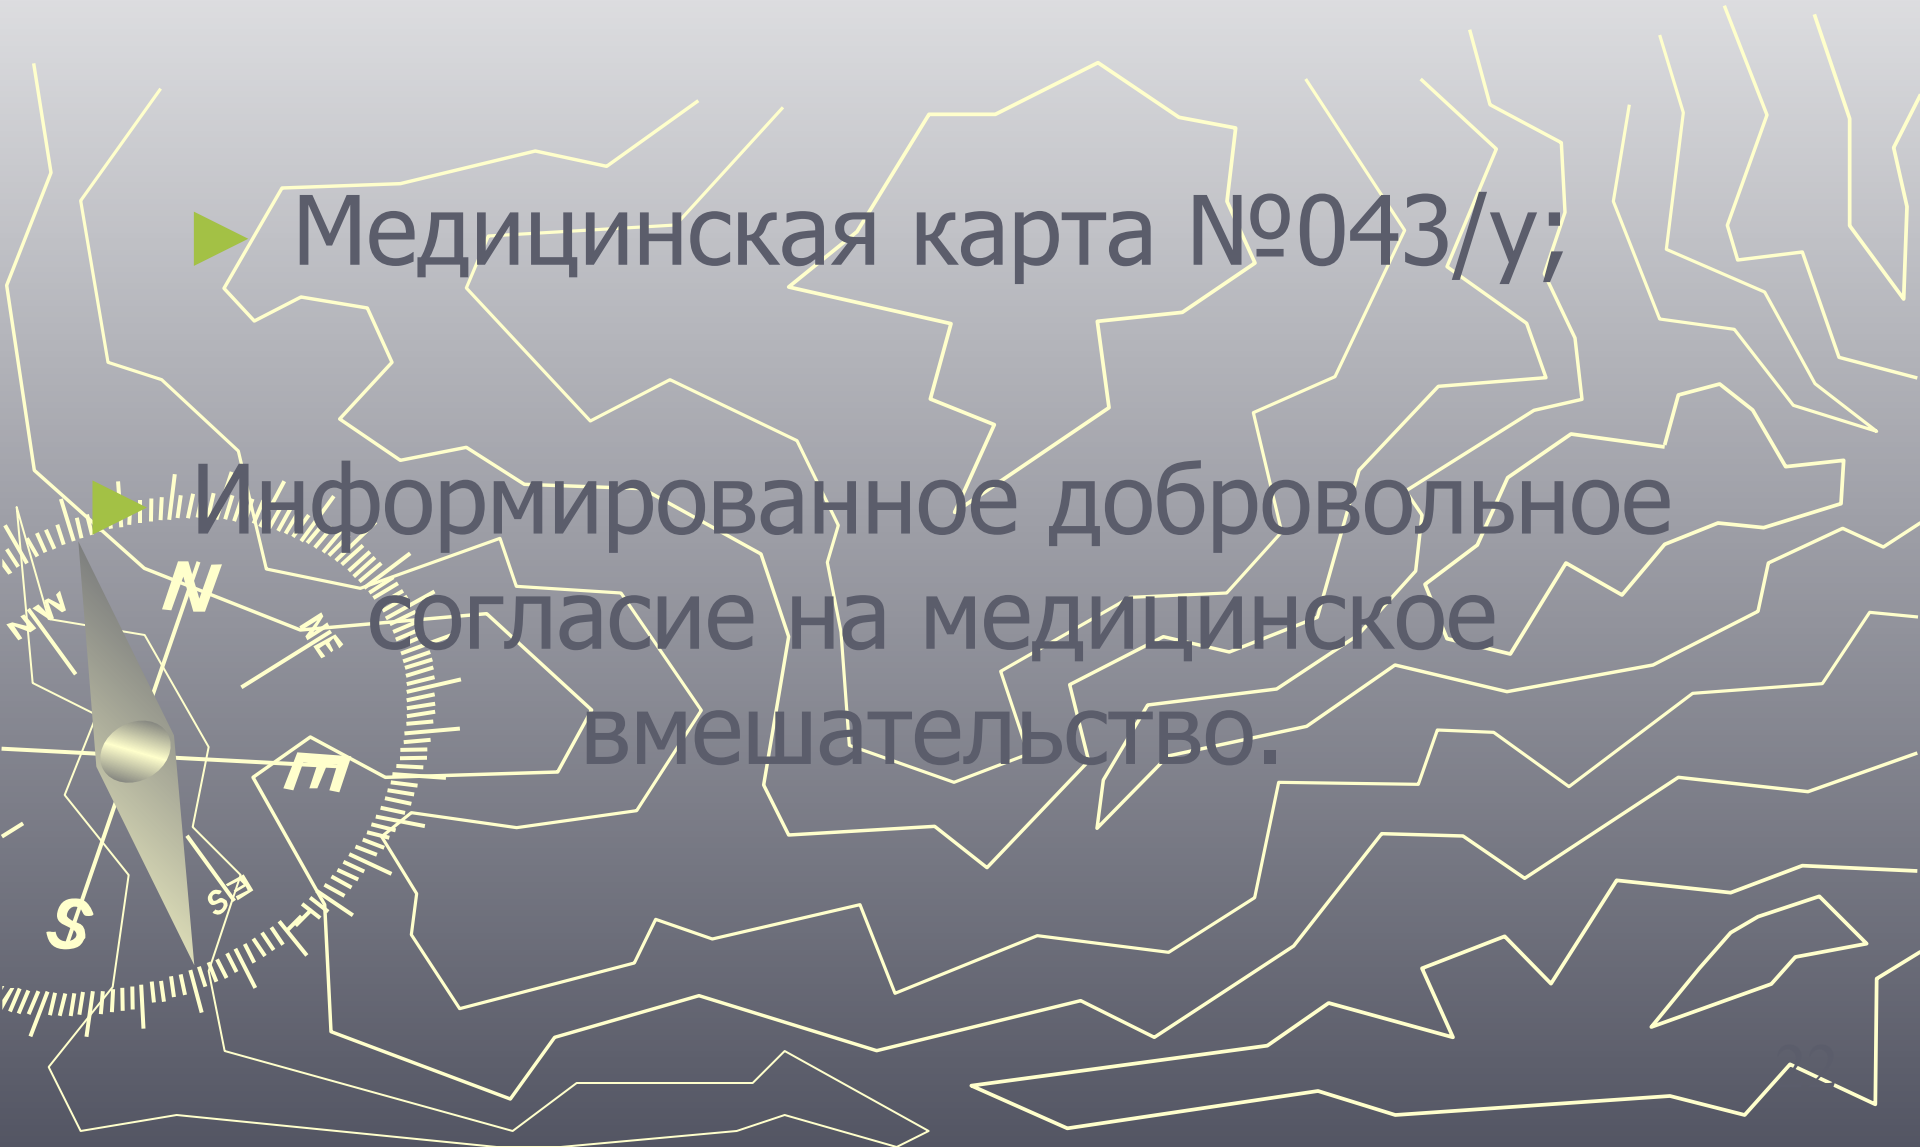 Медицинская карта №043/у;
Информированное добровольное
согласие на медицинское
вмешательство.
N
NE
E
SE
S
NW